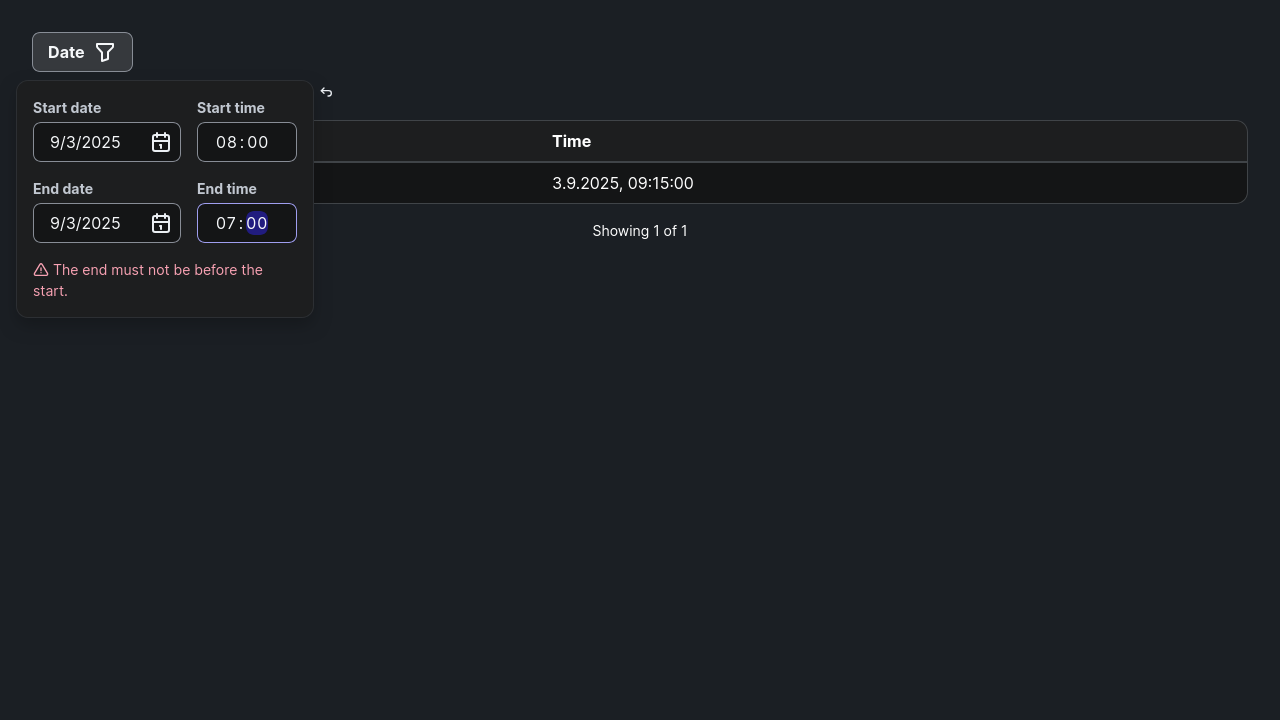 Date
Start date Start time
9/3/2025 08:00
End date End time
9/3/2025 07:00
The end must not be before the
start.
Time
3.9.2025, 09:15:00
Showing 1 of 1